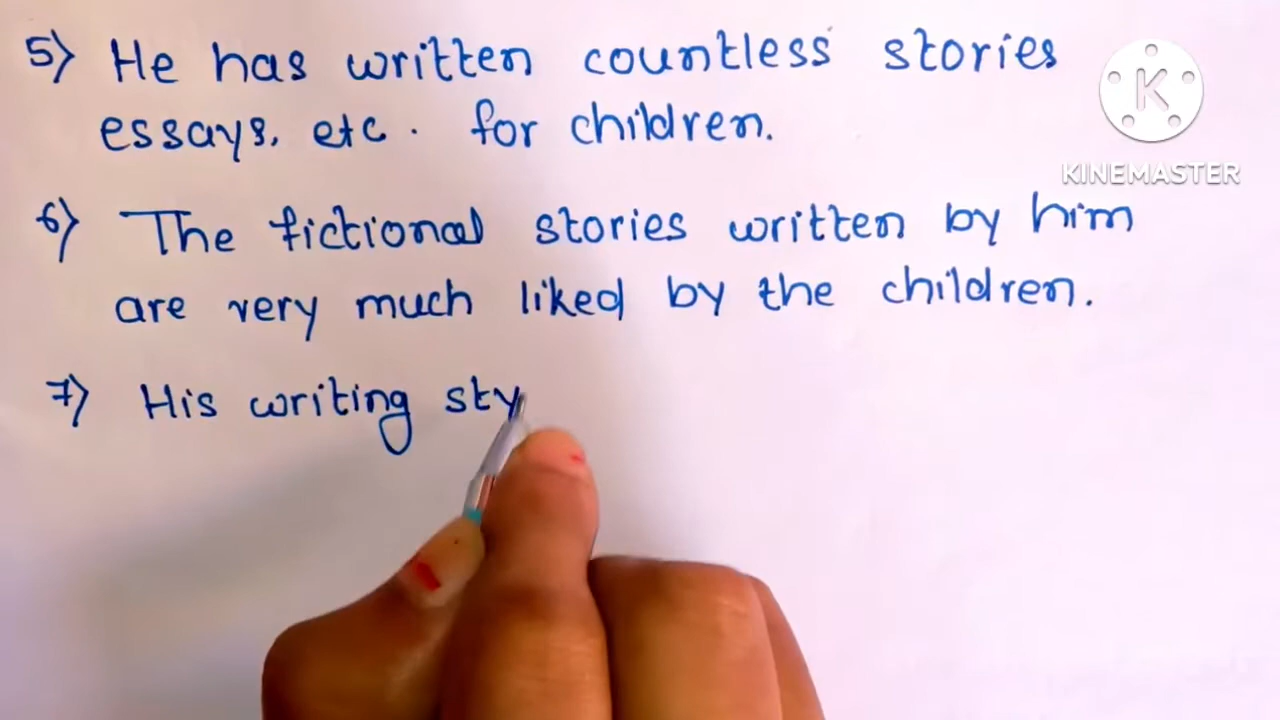 5) He has written countless stories
essays, etc. for children.
K
KINEMASTER
6) The fictional stories written by him
are very much liked by the children.
7) His writing sty